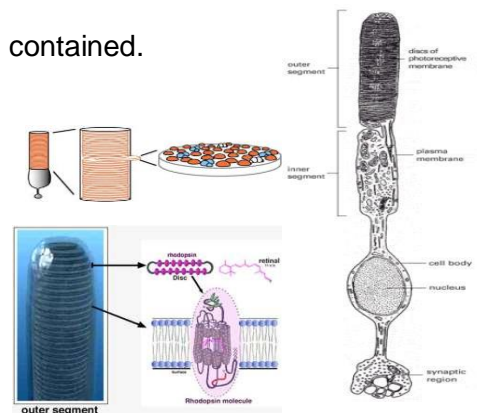 contained.
outer
segment
discs of
photoreceptive
membrane
inner
segment
plasma
membrane
cell body
nucleus
synaptic
region
rhodopsin
Disc
retinal
Rhodopsin molecule
outer segment